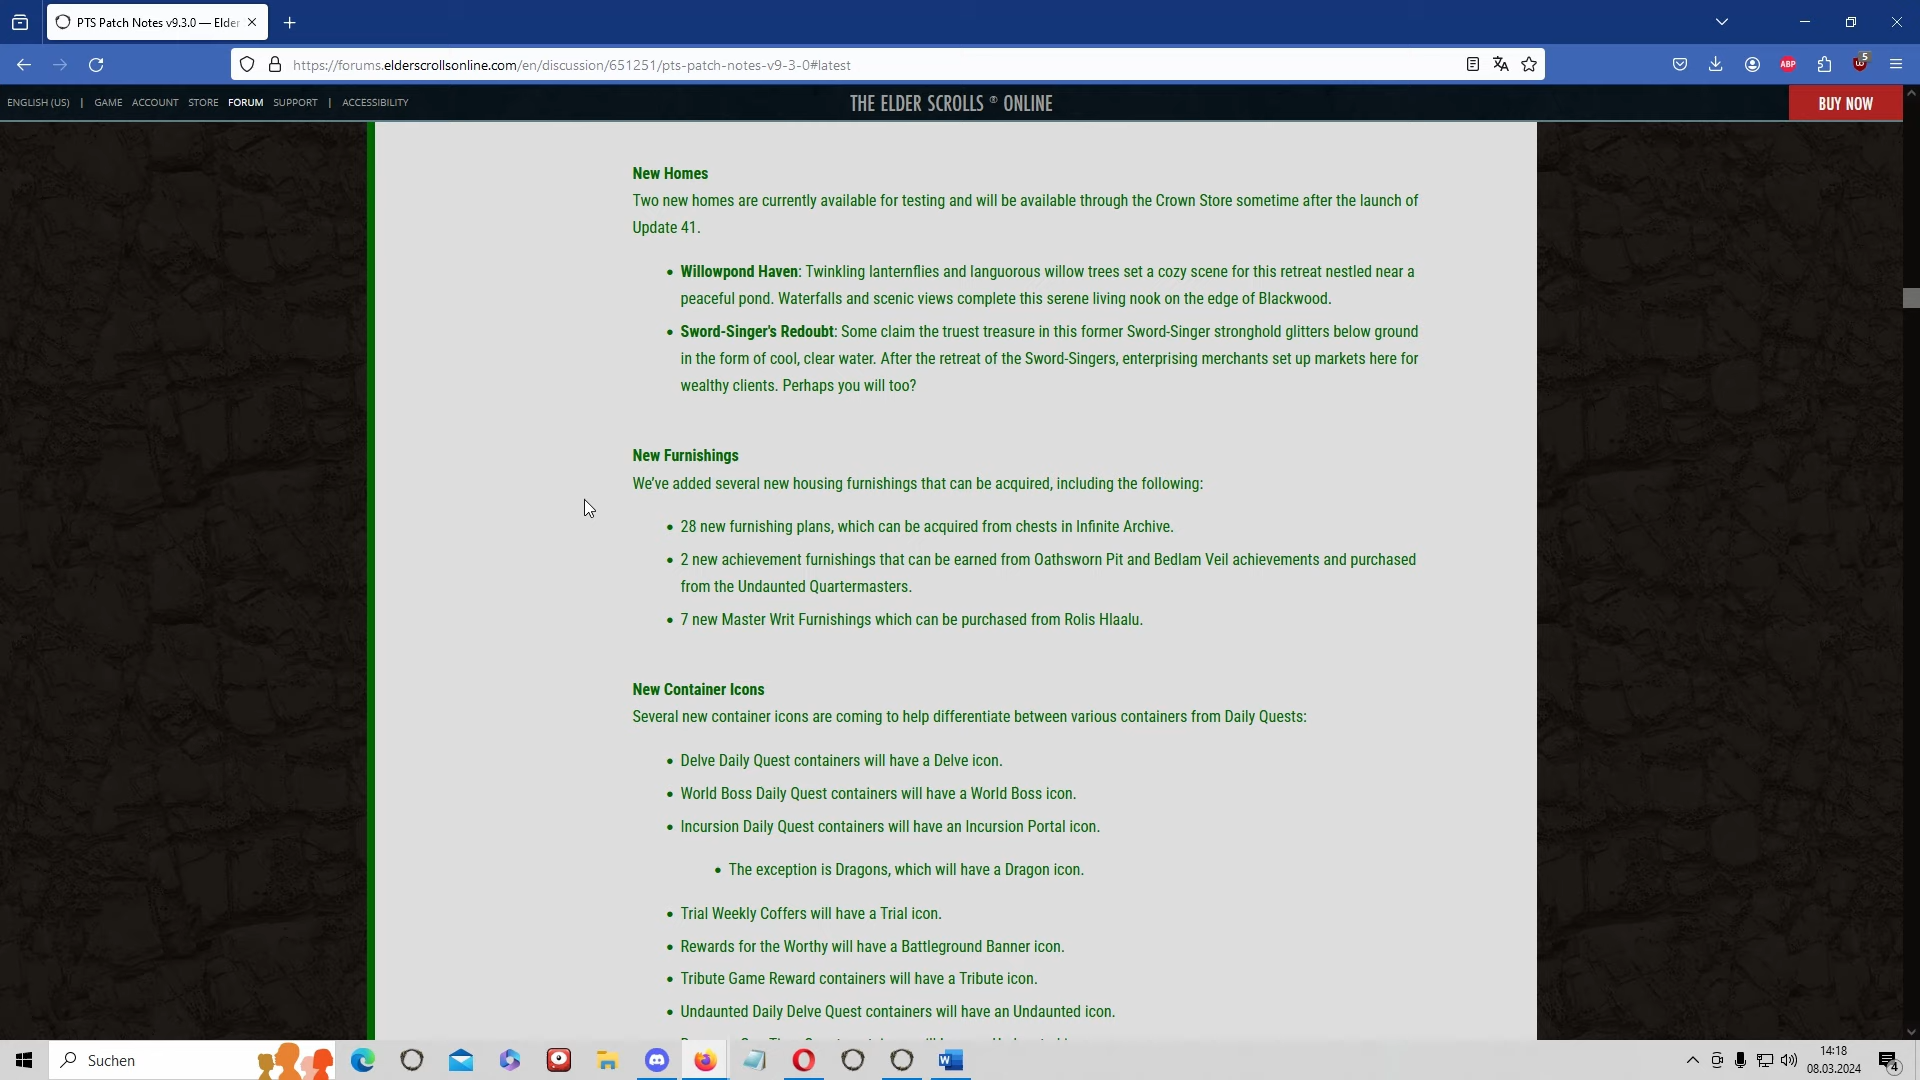 PTS Patch Notes v9.3.0 — Elder
https://forums.elderscrollsonline.com/en/discussion/651251/pts-patch-notes-v9-3-0#latest
ABP
5
ENGLISH (US) | GAME ACCOUNT STORE FORUM SUPPORT | ACCESSIBILITY
THE ELDER SCROLLS ® ONLINE
BUY NOW
New Homes
Two new homes are currently available for testing and will be available through the Crown Store sometime after the launch of
Update 41.
• Willowpond Haven: Twinkling lanternflies and languorous willow trees set a cozy scene for this retreat nestled near a
peaceful pond. Waterfalls and scenic views complete this serene living nook on the edge of Blackwood.
• Sword-Singer's Redoubt: Some claim the truest treasure in this former Sword-Singer stronghold glitters below ground
in the form of cool, clear water. After the retreat of the Sword-Singers, enterprising merchants set up markets here for
wealthy clients. Perhaps you will too?
New Furnishings
We've added several new housing furnishings that can be acquired, including the following:
• 28 new furnishing plans, which can be acquired from chests in Infinite Archive.
• 2 new achievement furnishings that can be earned from Oathsworn Pit and Bedlam Veil achievements and purchased
from the Undaunted Quartermasters.
• 7 new Master Writ Furnishings which can be purchased from Rolis Hlaalu.
New Container Icons
Several new container icons are coming to help differentiate between various containers from Daily Quests:
• Delve Daily Quest containers will have a Delve icon.
• World Boss Daily Quest containers will have a World Boss icon.
• Incursion Daily Quest containers will have an Incursion Portal icon.
• The exception is Dragons, which will have a Dragon icon.
• Trial Weekly Coffers will have a Trial icon.
• Rewards for the Worthy will have a Battleground Banner icon.
• Tribute Game Reward containers will have a Tribute icon.
• Undaunted Daily Delve Quest containers will have an Undaunted icon.
Suchen
14:18
08.03.2024
4